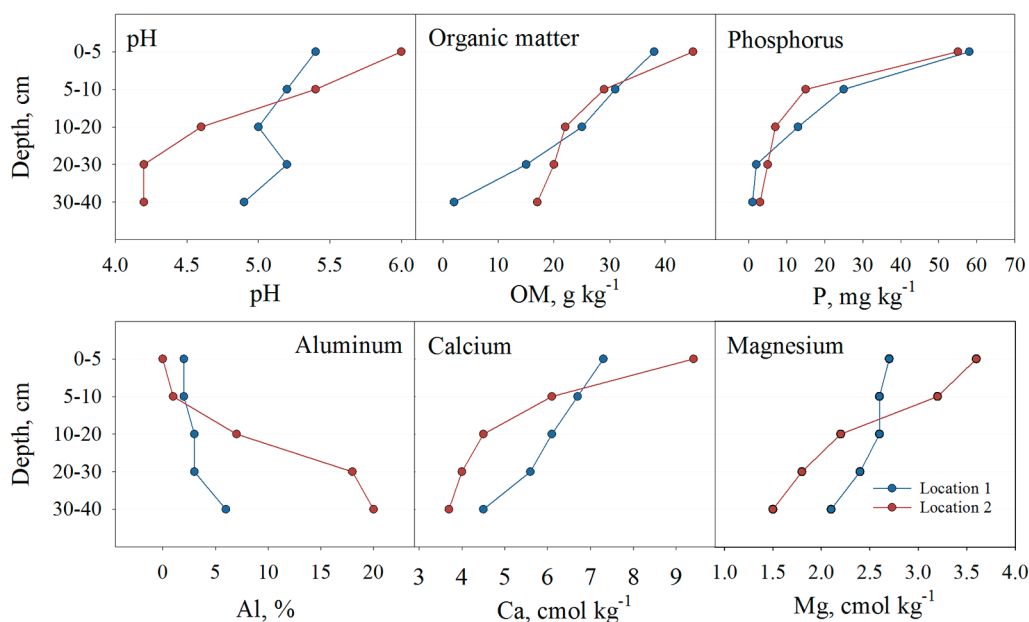 pH
Organic matter
Phosphorus
Depth, cm
0-5
5-10
10-20
20-30
30-40
4.0 4.5 5.0 5.5 6.0
0 10 20 30 40
0 10 20 30 40 50 60 70
pH
OM, g kg-1
P, mg kg-1
Aluminum
Calcium
Magnesium
Depth, cm
0-5
5-10
10-20
20-30
30-40
Location 1
Location 2
0 5 10 15 20
3 4 5 6 7 8 9
1.0 1.5 2.0 2.5 3.0 3.5 4.0
Al, %
Ca, cmol kg-1
Mg, cmol kg-1